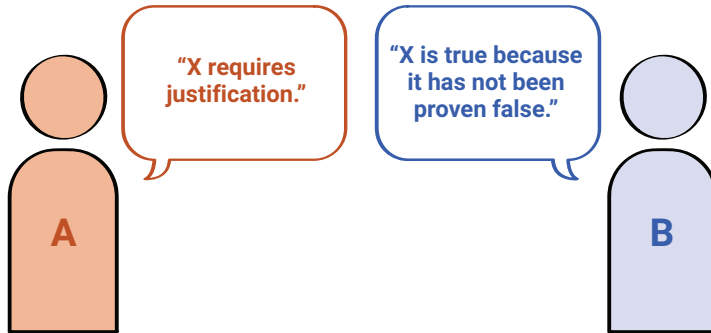 “X requires
justification.”
“X is true because
it has not been
proven false.”
A
B